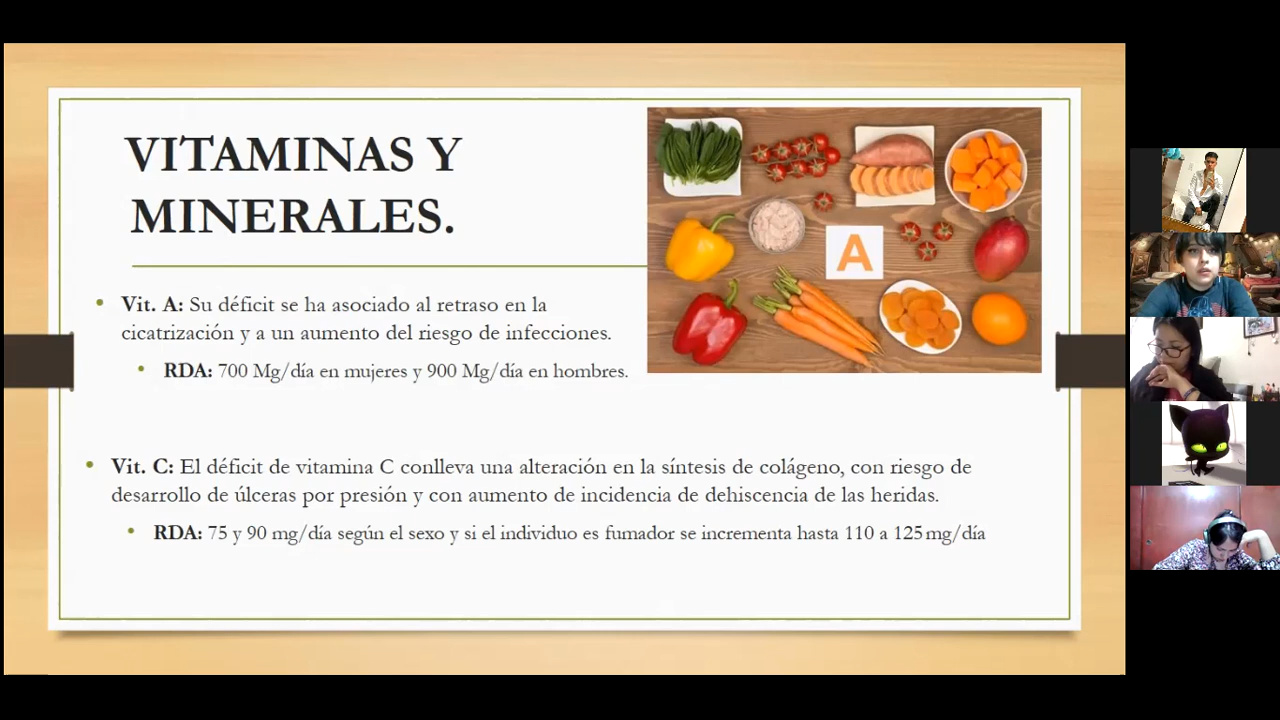 VITAMINAS Y
MINERALES.
A
Vit. A: Su déficit se ha asociado al retraso en la
cicatrización y a un aumento del riesgo de infecciones.
RDA: 700 Mg/día en mujeres y 900 Mg/día en hombres.
Vit. C: El déficit de vitamina C conlleva una alteración en la síntesis de colágeno, con riesgo de
desarrollo de úlceras por presión y con aumento de incidencia de dehiscencia de las heridas.
RDA: 75 y 90 mg/día según el sexo y si el individuo es fumador se incrementa hasta 110 a 125 mg/día